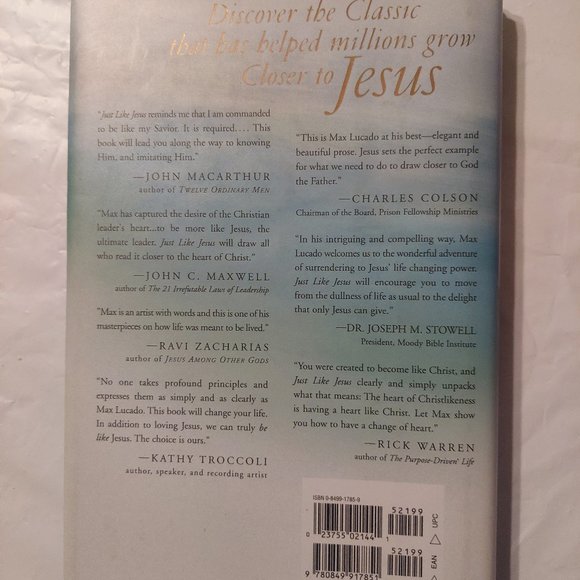 Discover the Classic
that has helped millions grow
Closer to Jesus
"Just Like Jesus reminds me that I am commanded
to be like my Savior. It is required. . . . This
book will lead you along the way to knowing
Him, and imitating Him."
—JOHN MACARTHUR
author of TWELVE ORDINARY MEN
"Max has captured the desire of the Christian
leader's heart...to be more like Jesus, the
ultimate leader. Just Like Jesus will draw all
who read it closer to the heart of Christ."
—JOHN C. MAXWELL
author of The 21 Irrefutable Laws of Leadership
"Max is an artist with words and this is one of his
masterpieces on how life was meant to be lived."
—RAVI ZACHARIAS
author of JESUS AMONG OTHER GODS
"No one takes profound principles and
expresses them as simply and as clearly as
Max Lucado. This book will change your life.
In addition to loving Jesus, we can truly be
like Jesus. The choice is ours."
—KATHY TROCCOLI
author, speaker, and recording artist
"This is Max Lucado at his best—elegant and
beautiful prose. Jesus sets the perfect example
for what we need to do to draw closer to God
the Father."
—CHARLES COLSON
Chairman of the Board, Prison Fellowship Ministries
"In his intriguing and compelling way, Max
Lucado welcomes us to the wonderful adventure
of surrendering to Jesus' life changing power.
Just Like Jesus will encourage you to move
from the dullness of life as usual to the delight
that only Jesus can give."
—DR. JOSEPH M. STOWELL
President, Moody Bible Institute
"You were created to become like Christ, and
Just Like Jesus clearly and simply unpacks
what that means: The heart of Christlikeness
is having a heart like Christ. Let Max show
you how to have a change of heart."
—RICK WARREN
author of The Purpose-Driven® Life
ISBN 0-8499-1785-8
52199
0 23755 02144 1
UPC
52199
9 780849 917851
EAN